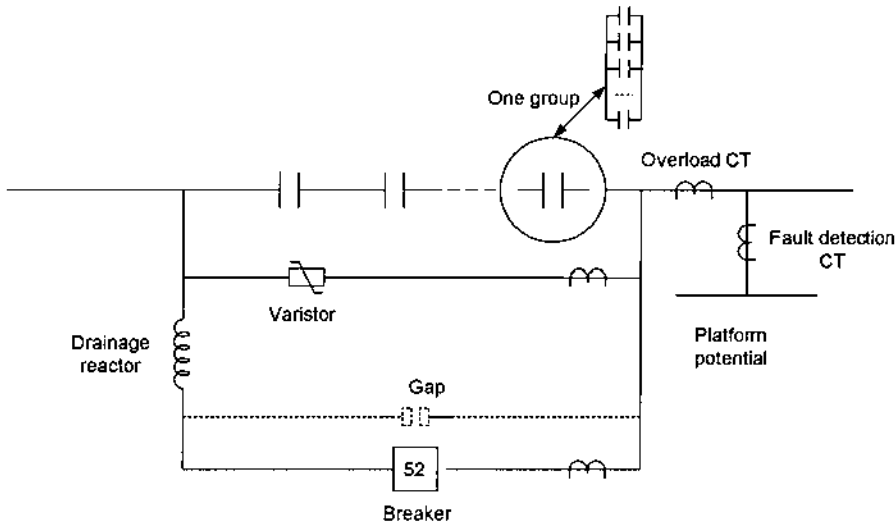 One group
Overload CT
Fault detection
CT
Varistor
Drainage
reactor
Platform
potential
Gap
52
Breaker